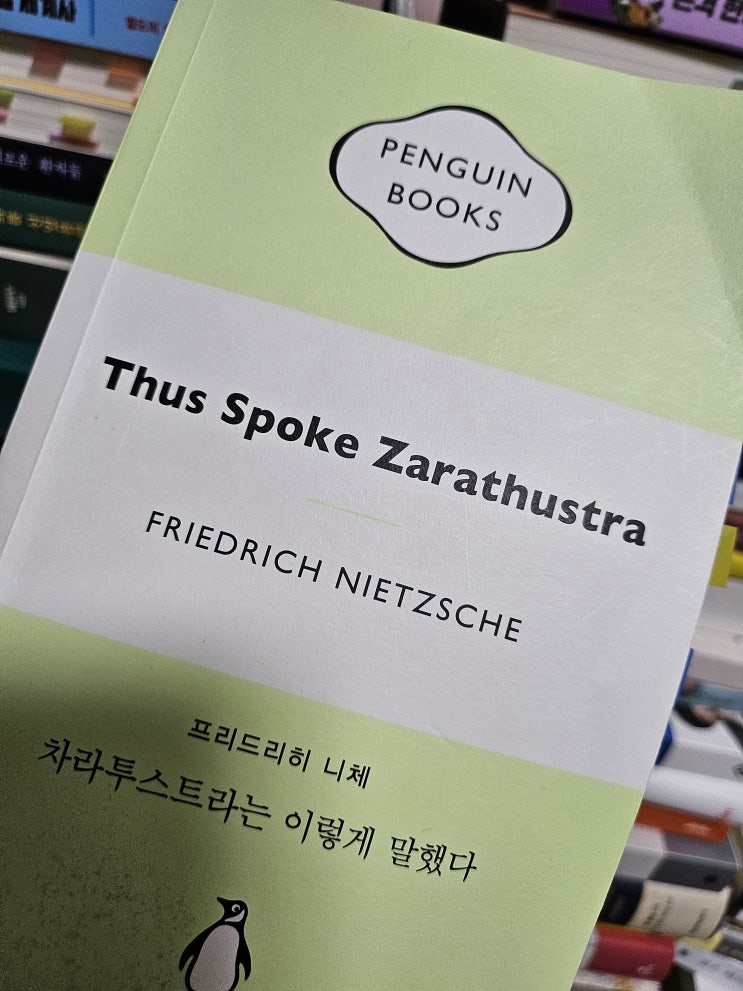 PENGUIN
BOOKS
Thus Spoke Zarathustra
FRIEDRICH NIETZSCHE
프리드리히 니체
차라투스트라는 이렇게 말했다